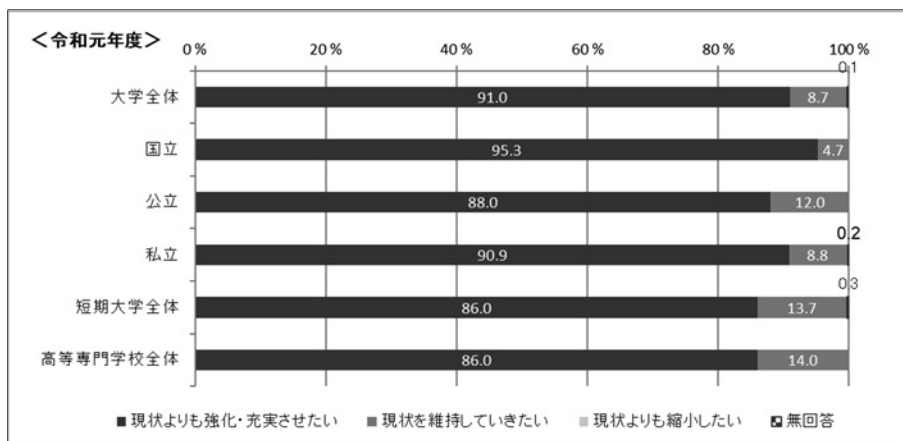 ＜令和元年度＞
0% 20% 40% 60% 80% 100%
0.1
大学全体 91.0 8.7
国立 95.3 4.7
公立 88.0 12.0
0.2
私立 90.9 8.8
0.3
短期大学全体 86.0 13.7
高等専門学校全体 86.0 14.0
現状よりも強化・充実させたい 現状を維持していきたい 現状よりも縮小したい 無回答